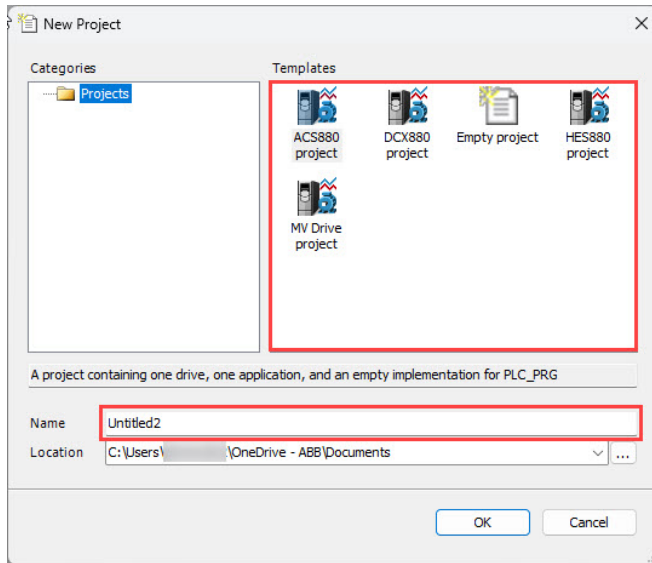 New Project
Categories
Templates
Projects
ACS880
project
DCX880
project
Empty project
HES880
project
MV Drive
project
A project containing one drive, one application, and an empty implementation for PLC_PRG
Name
Untitled2
Location
C:\Users\ \OneDrive - ABB\Documents
...
OK
Cancel